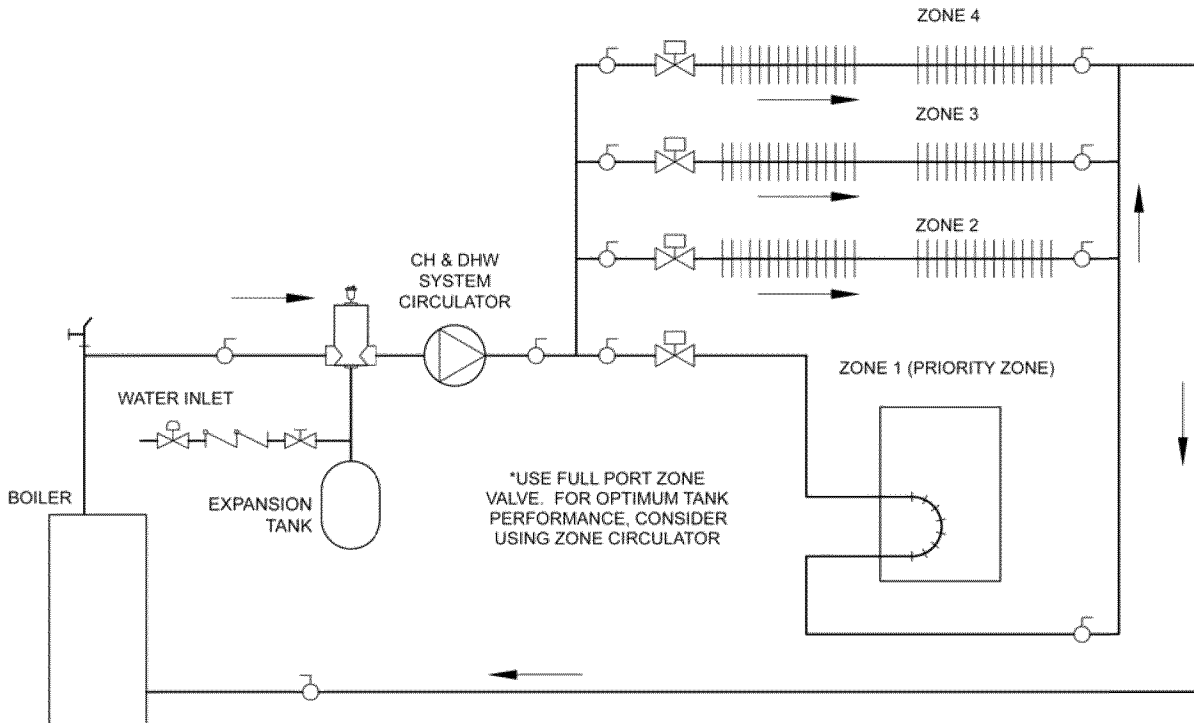 ZONE 4
ZONE 3
ZONE 2
CH & DHW
SYSTEM
CIRCULATOR
ZONE 1 (PRIORITY ZONE)
WATER INLET
BOILER
EXPANSION
TANK
*USE FULL PORT ZONE
VALVE. FOR OPTIMUM TANK
PERFORMANCE, CONSIDER
USING ZONE CIRCULATOR